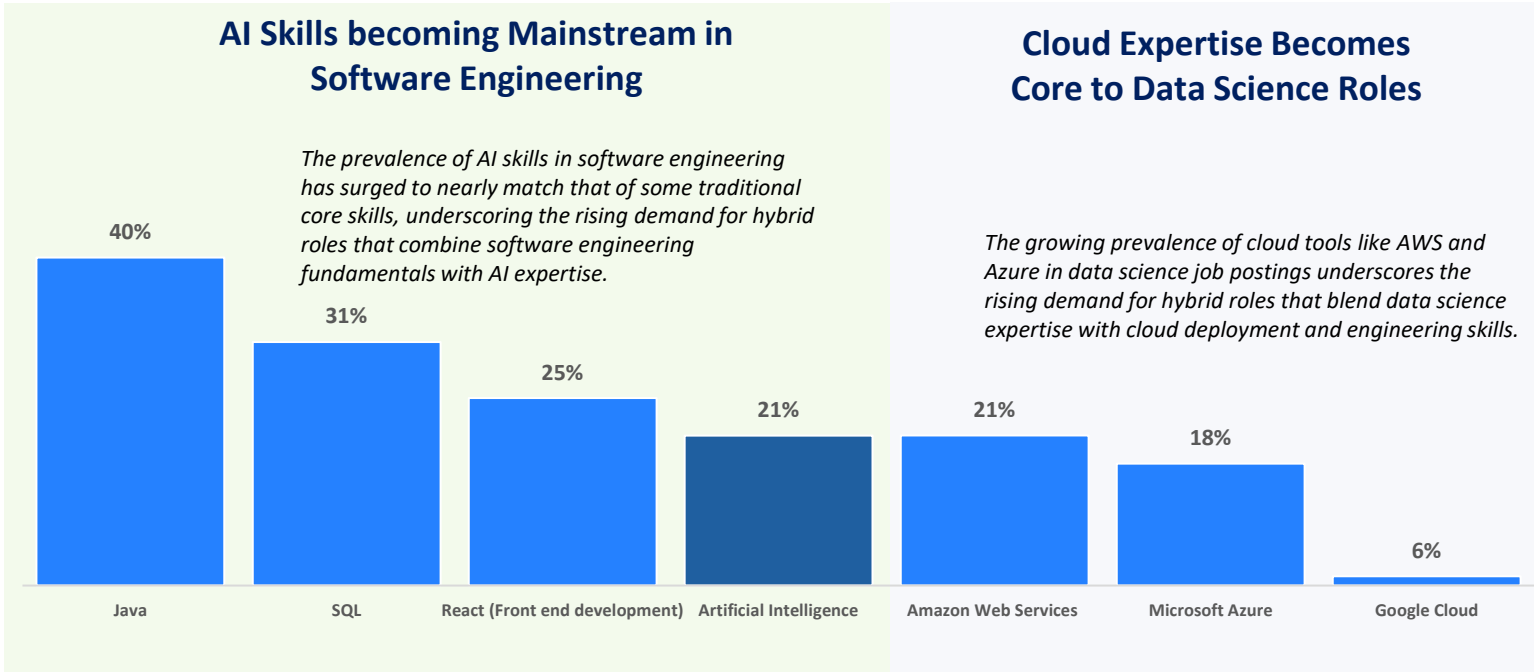 AI Skills becoming Mainstream in
Software Engineering
The prevalence of AI skills in software engineering
has surged to nearly match that of some traditional
core skills, underscoring the rising demand for hybrid
roles that combine software engineering
fundamentals with AI expertise.
40%
31%
25%
21%
Java
SQL
React (Front end development)
Artificial Intelligence
Cloud Expertise Becomes
Core to Data Science Roles
The growing prevalence of cloud tools like AWS and
Azure in data science job postings underscores the
rising demand for hybrid roles that blend data science
expertise with cloud deployment and engineering skills.
21%
18%
6%
Amazon Web Services
Microsoft Azure
Google Cloud